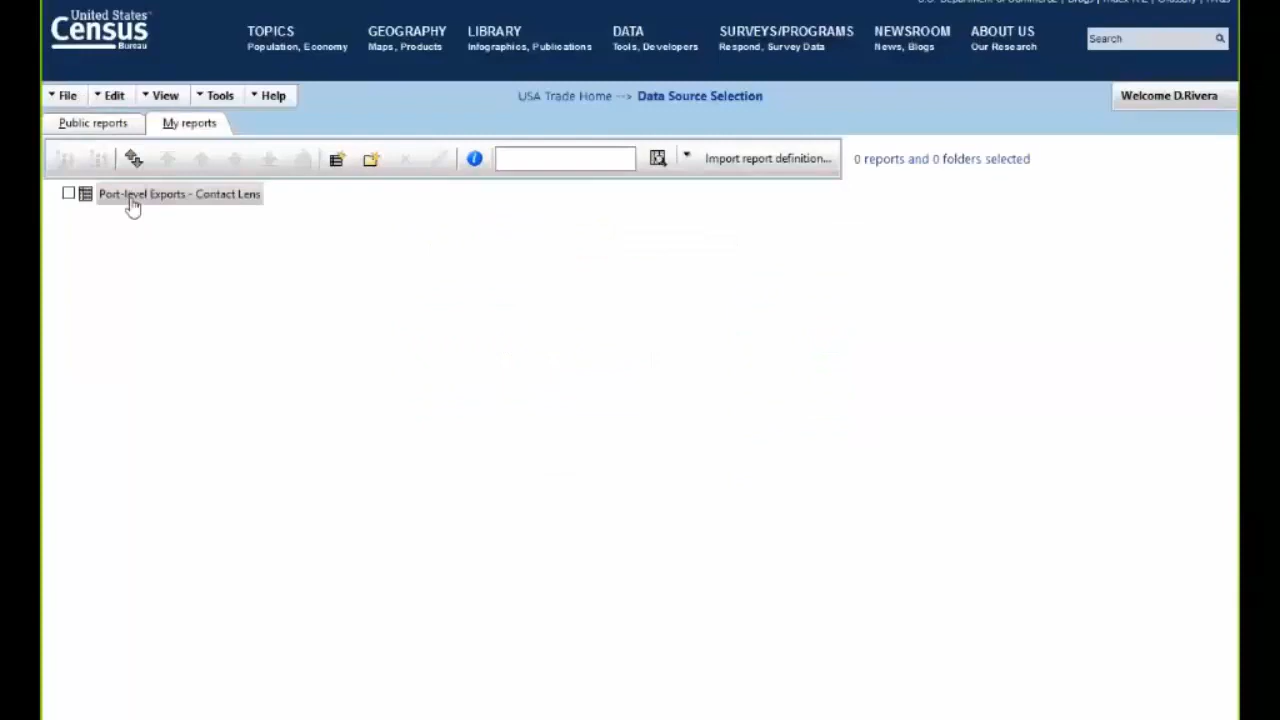 United States
Census
Bureau
TOPICS
Population, Economy
GEOGRAPHY
Maps, Products
LIBRARY
Infographics, Publications
DATA
Tools, Developers
SURVEYS/PROGRAMS
Respond, Survey Data
NEWSROOM
News, Blogs
ABOUT US
Our Research
Search
File Edit View Tools Help
USA Trade Home --> Data Source Selection
Welcome D.Rivera
Public reports
My reports
Import report definition...
0 reports and 0 folders selected
Port-level Exports - Contact Lens